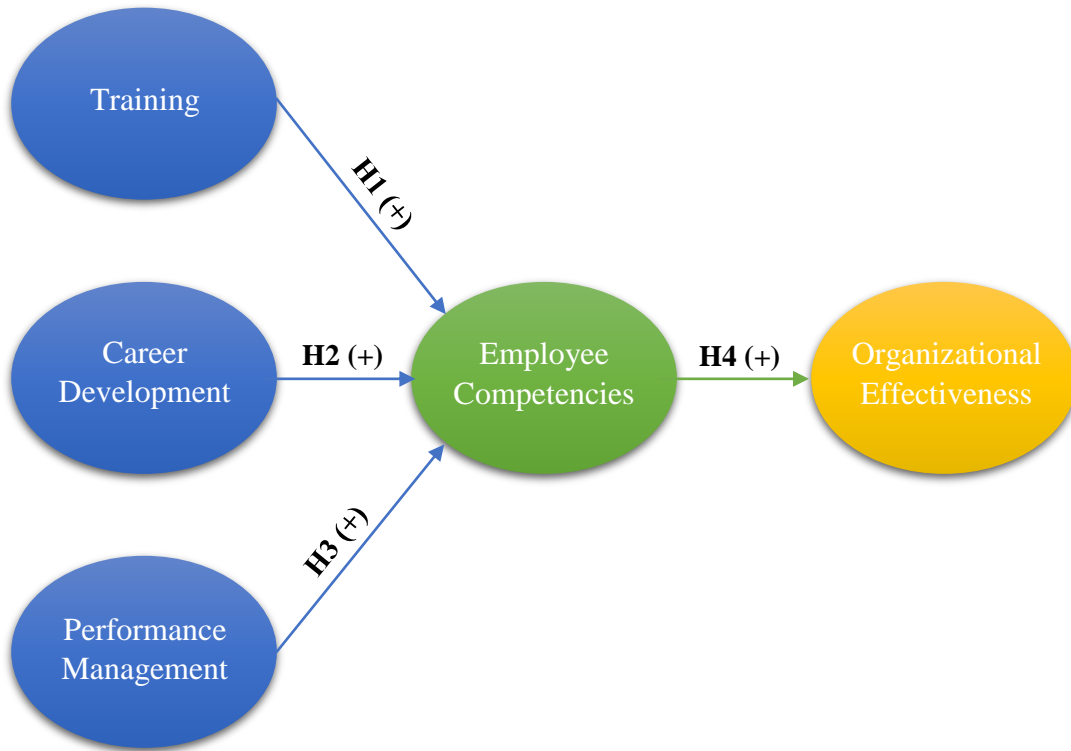 Training
H1 (+)
Career
Development
H2 (+)
Employee
Competencies
H4 (+)
Organizational
Effectiveness
H3 (+)
Performance
Management